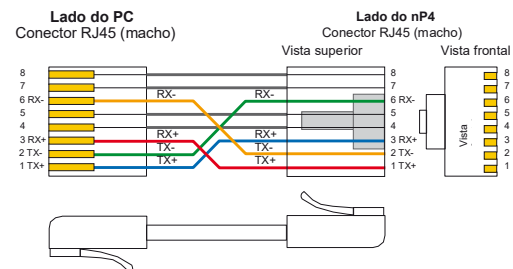 Lado do PC
Conector RJ45 (macho)
Lado do nP4
Conector RJ45 (macho)
Vista superior
Vista frontal
8
7
6 RX-
5
4
3 RX+
2 TX-
1 TX+
RX-
RX+
TX-
TX+
RX-
RX+
TX-
TX+
8
7
6 RX-
5
4
3 RX+
2 TX-
1 TX+
Vista
8
7
6
5
4
3
2
1